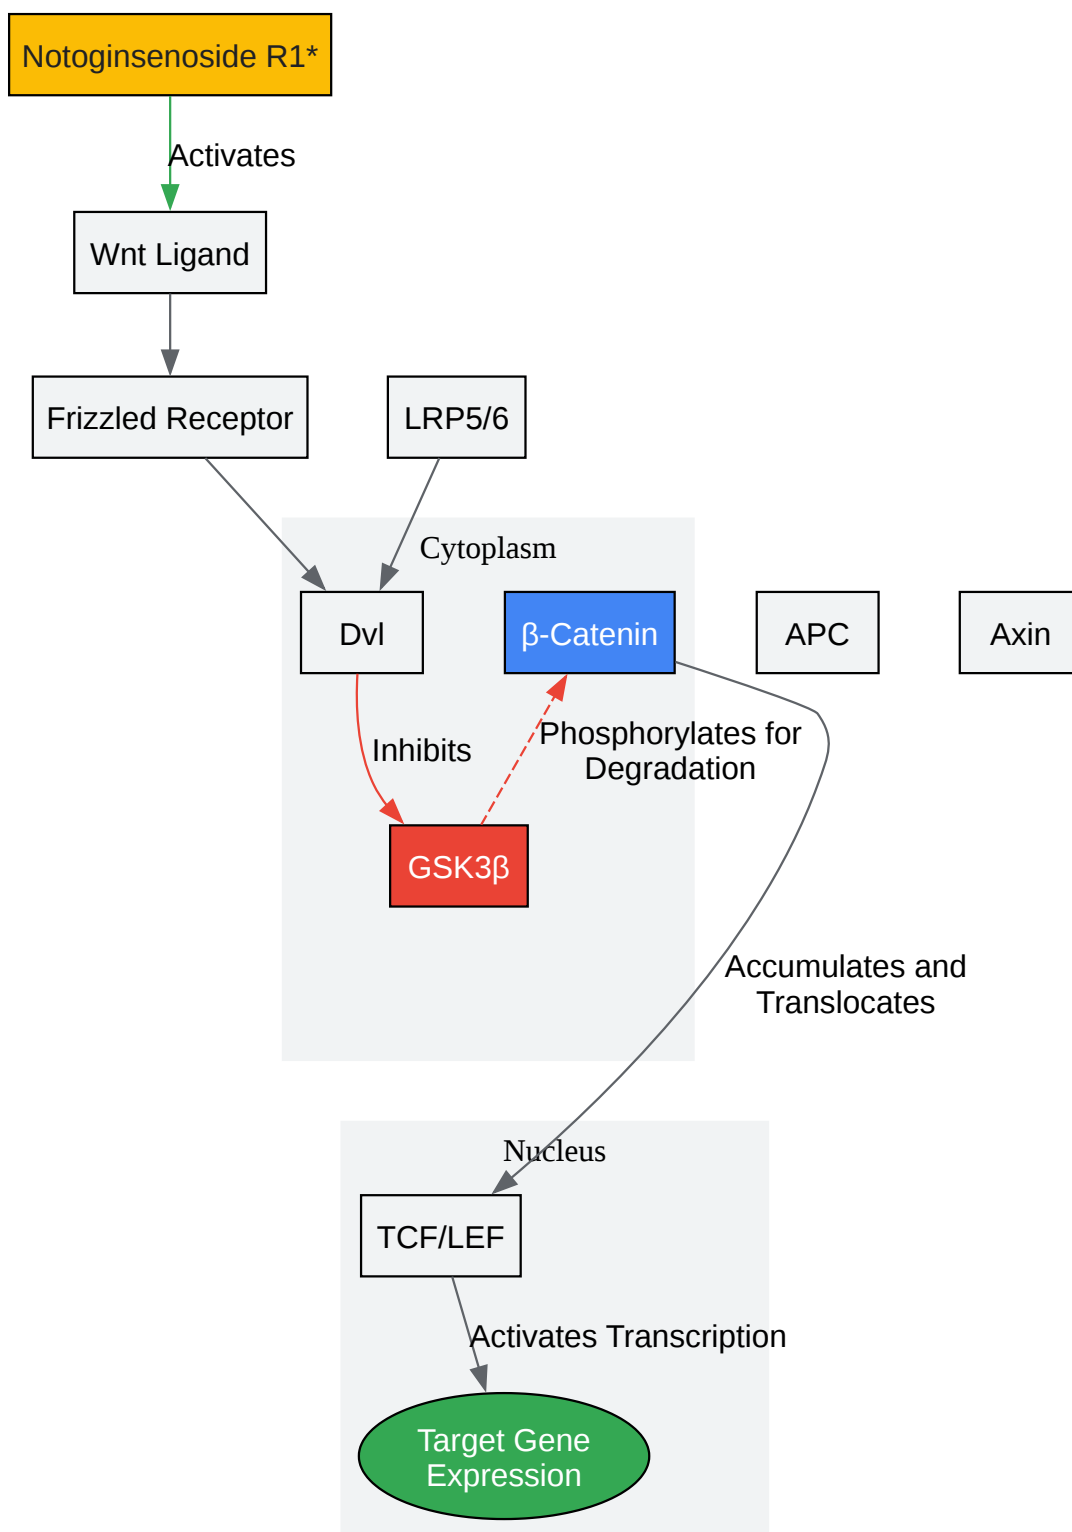 Notoginsenoside R1*
Activates
Wnt Ligand
Frizzled Receptor
LRP5/6
Cytoplasm
Dvl
β-Catenin
APC
Axin
Inhibits
Phosphorylates for
Degradation
GSK3β
Accumulates and
Translocates
Nucleus
TCF/LEF
Activates Transcription
Target Gene
Expression